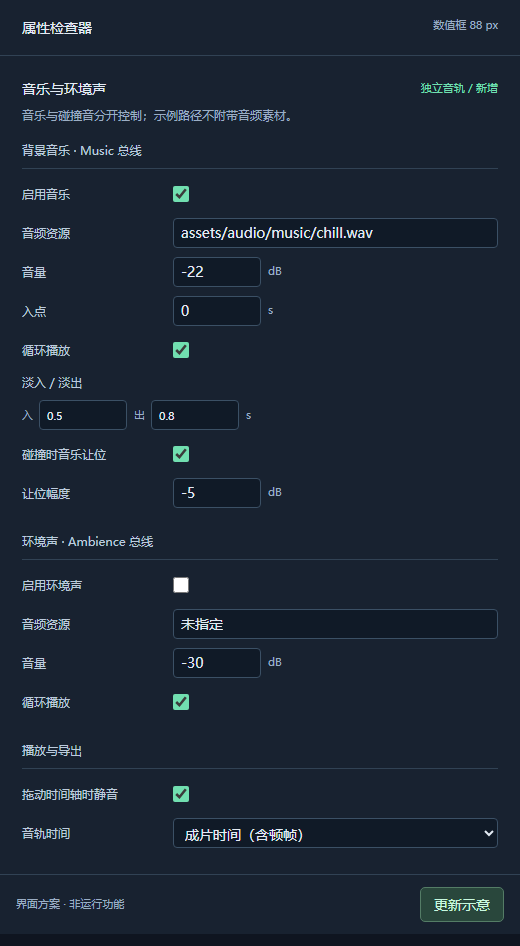 属性检查器 数值框 88 px
音乐与环境声 独立音轨 / 新增
音乐与碰撞音分开控制；示例路径不附带音频素材。
背景音乐 · Music 总线
启用音乐
音频资源 assets/audio/music/chill.wav
音量 -22 dB
入点 0 s
循环播放
淡入 / 淡出
入 0.5 出 0.8 s
碰撞时音乐让位
让位幅度 -5 dB
环境声 · Ambience 总线
启用环境声
音频资源 未指定
音量 -30 dB
循环播放
播放与导出
拖动时间轴时静音
音轨时间 成片时间（含顿帧）
界面方案 · 非运行功能 更新示意